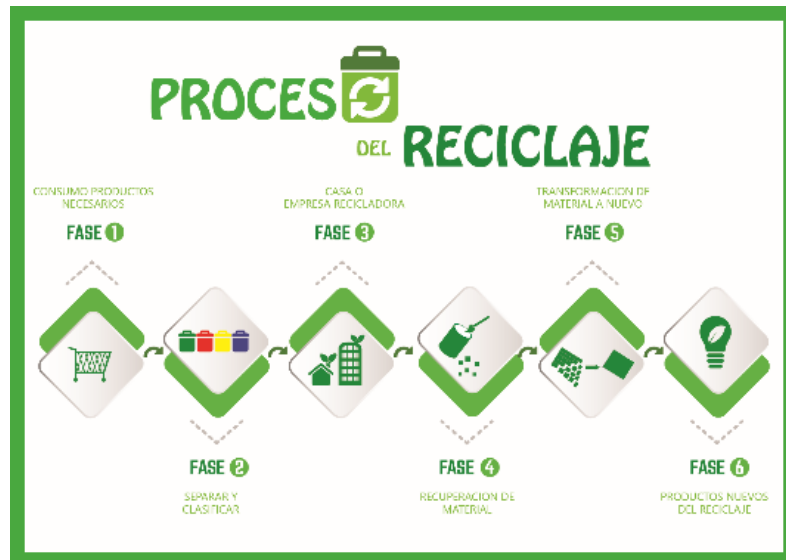 PROCES
DEL RECICLAJE
CONSUMO PRODUCTOS
NECESARIOS
FASE 1
SEPARAR Y
CLASIFICAR
FASE 2
CASA O
EMPRESA RECICLADORA
FASE 3
RECUPERACION DE
MATERIAL
FASE 4
TRANSFORMACION DE
MATERIAL A NUEVO
FASE 5
PRODUCTOS NUEVOS
DEL RECICLAJE
FASE 6